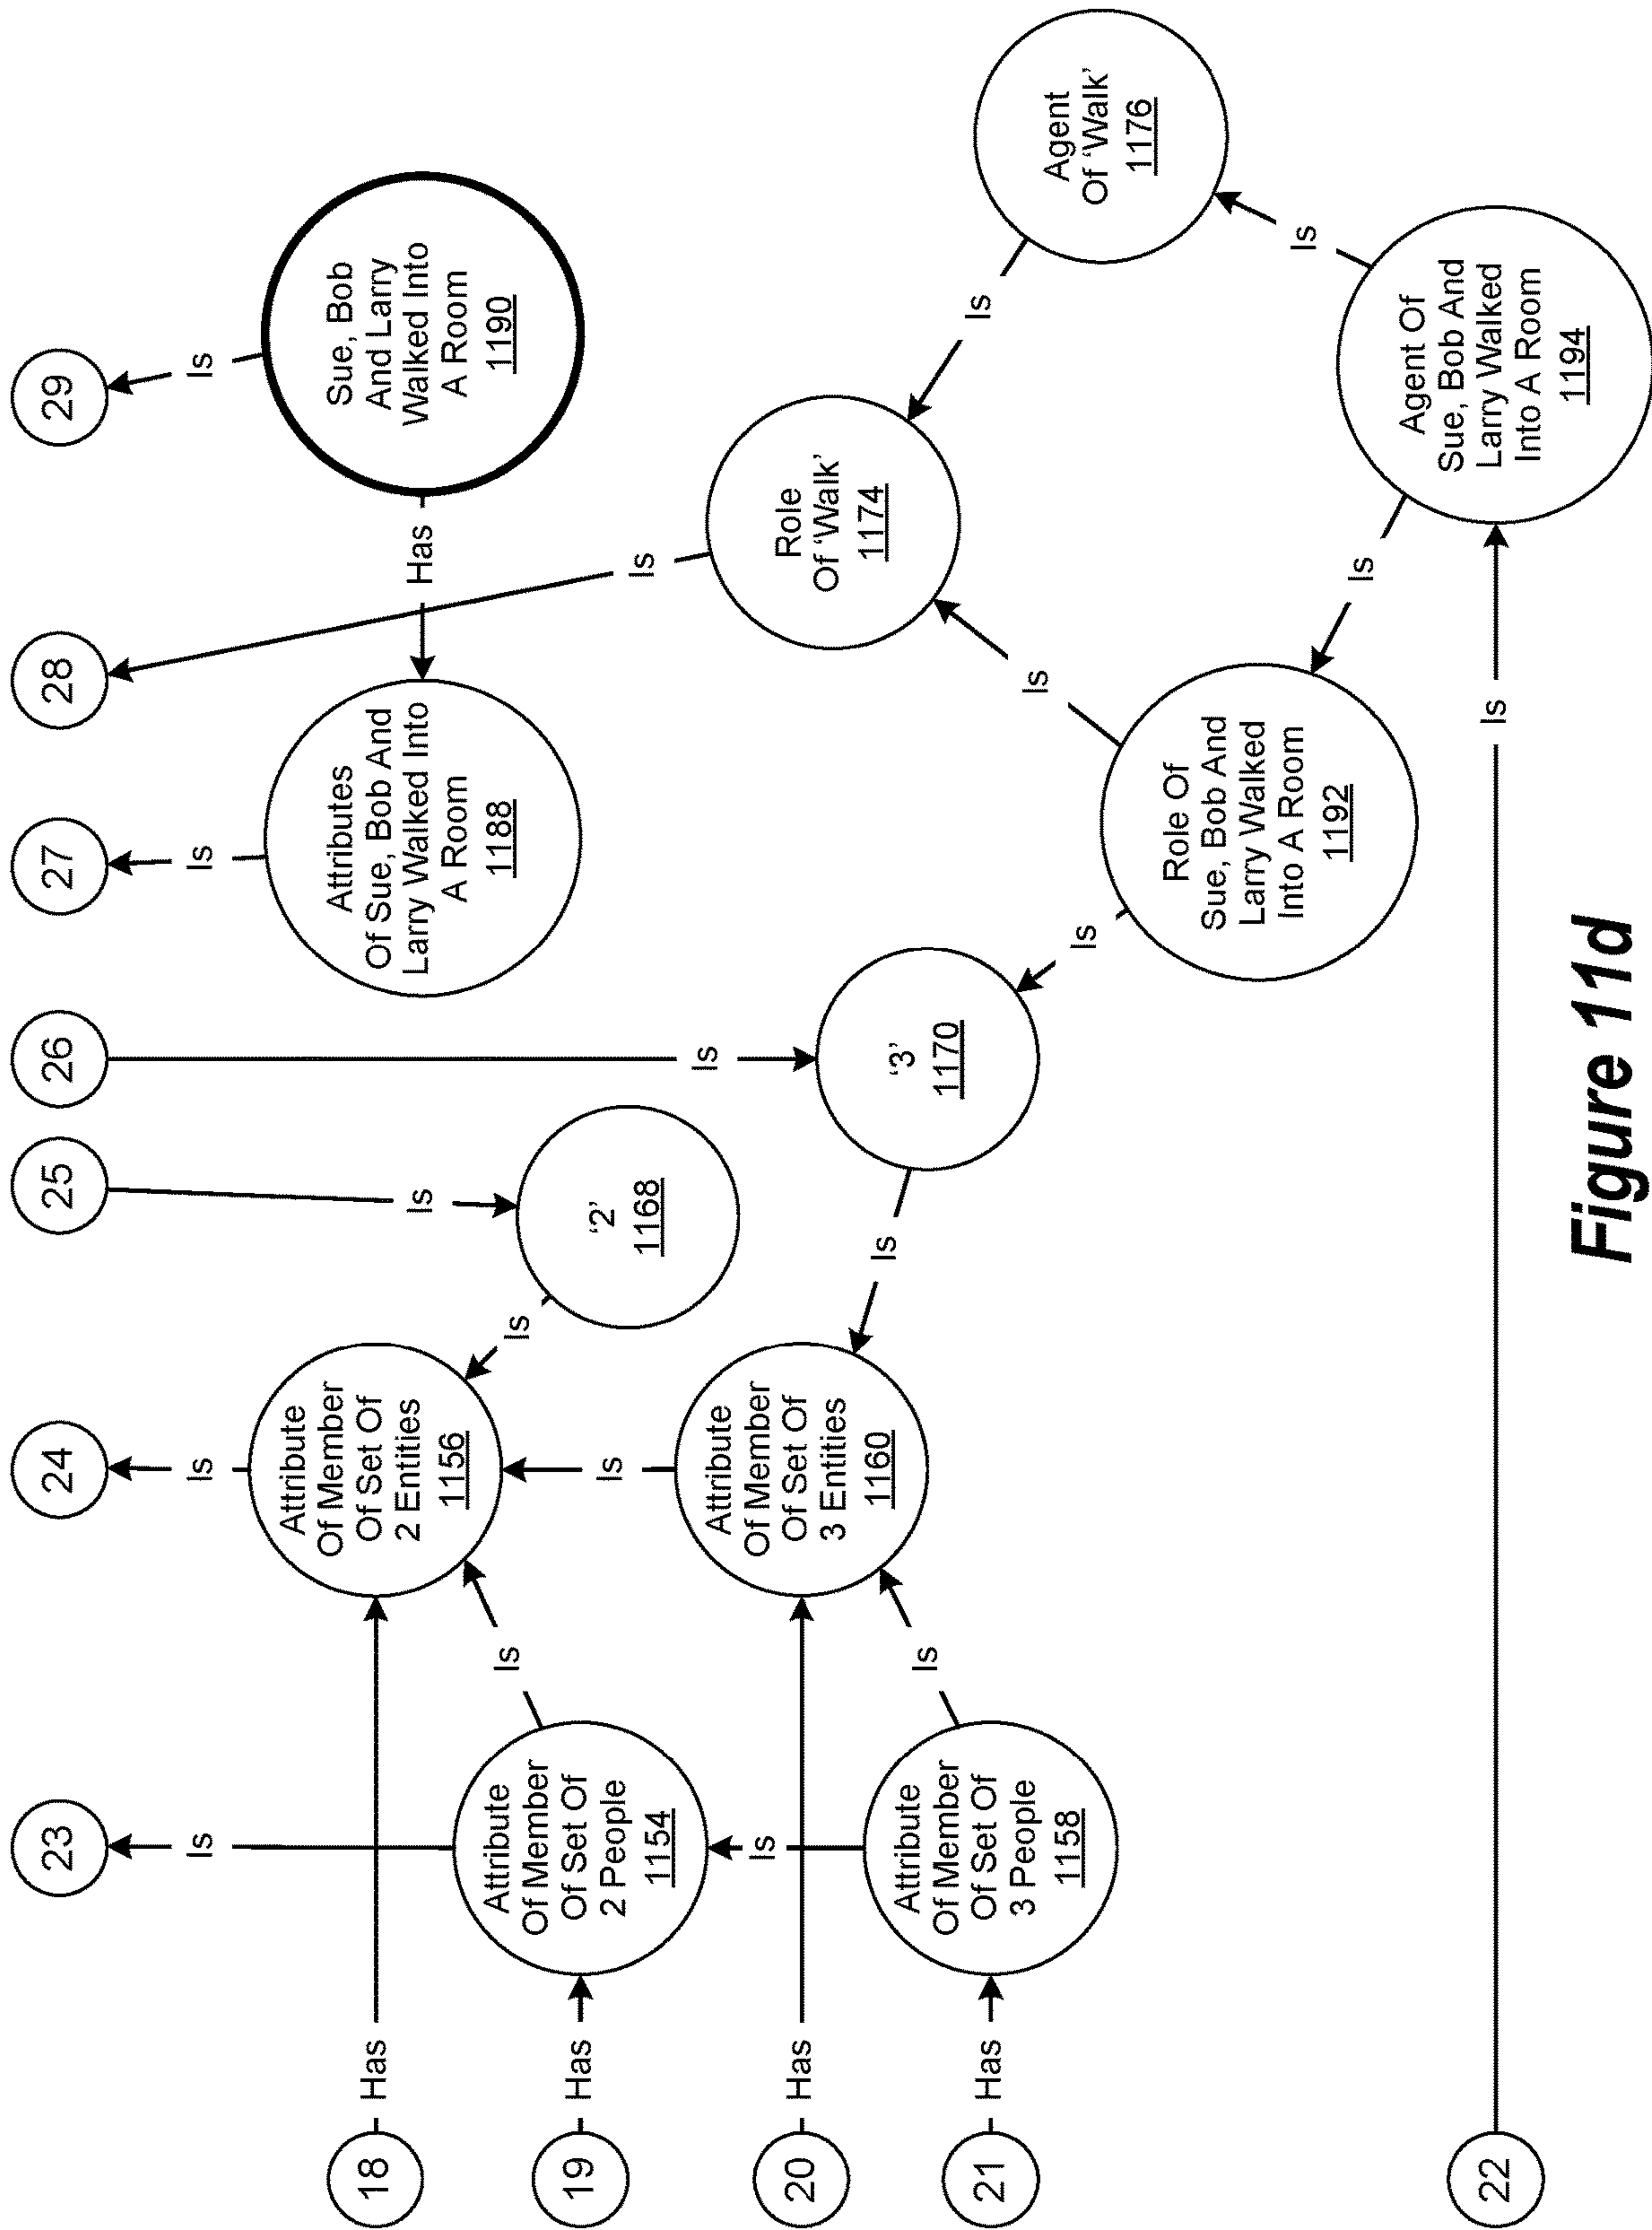 23
24
25
26
27
28
29
Is
Is
Is
Is
Is
Is
Is
18
Has
Attribute
Of Member
Of Set Of
2 Entities
1156
Is
'2'
1168
Attributes
Of Sue, Bob And
Larry Walked Into
A Room
1188
Has
Sue, Bob
And Larry
Walked Into
A Room
1190
19
Has
Attribute
Of Member
Of Set Of
2 People
1154
Is
Is
20
Has
Attribute
Of Member
Of Set Of
3 Entities
1160
Is
'3'
1170
Role
Of 'Walk'
1174
Is
Agent
Of 'Walk'
1176
Is
Is
21
Has
Attribute
Of Member
Of Set Of
3 People
1158
Is
Is
Is
Role Of
Sue, Bob And
Larry Walked
Into A Room
1192
Is
Agent Of
Sue, Bob And
Larry Walked
Into A Room
1194
22
Is
Figure 11d